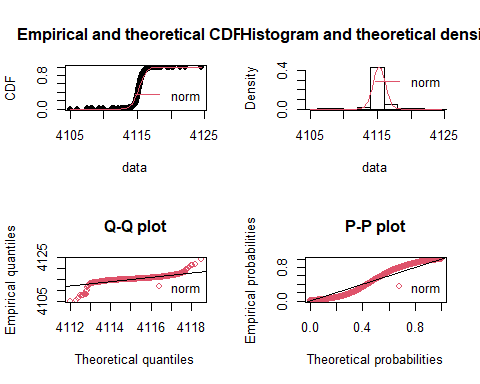 Empirical and theoretical CDF
Histogram and theoretical densi
CDF
0.0 0.8
norm
4105 4115 4125
data
Density
0.0 0.4
norm
4105 4115 4125
data
Q-Q plot
Empirical quantiles
4105 4125
norm
4112 4114 4116 4118
Theoretical quantiles
P-P plot
Empirical probabilities
0.0 0.8
norm
0.0 0.4 0.8
Theoretical probabilities